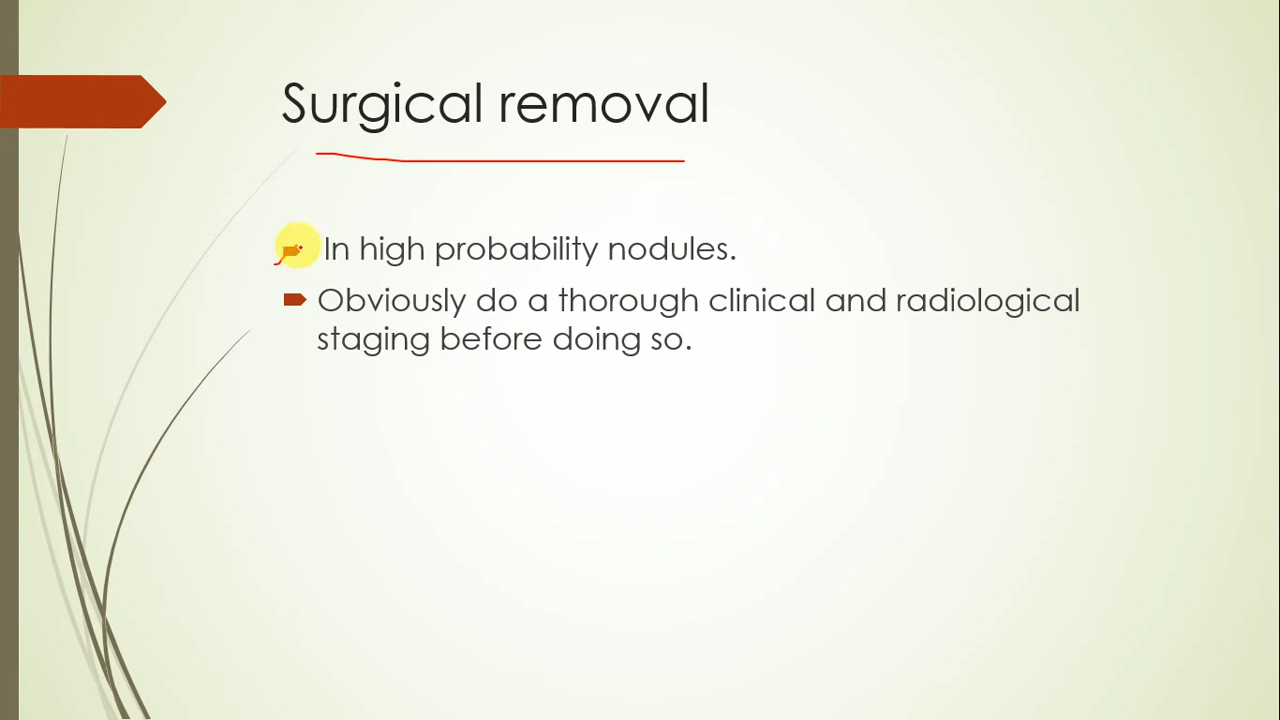 Surgical removal
In high probability nodules.
Obviously do a thorough clinical and radiological
staging before doing so.